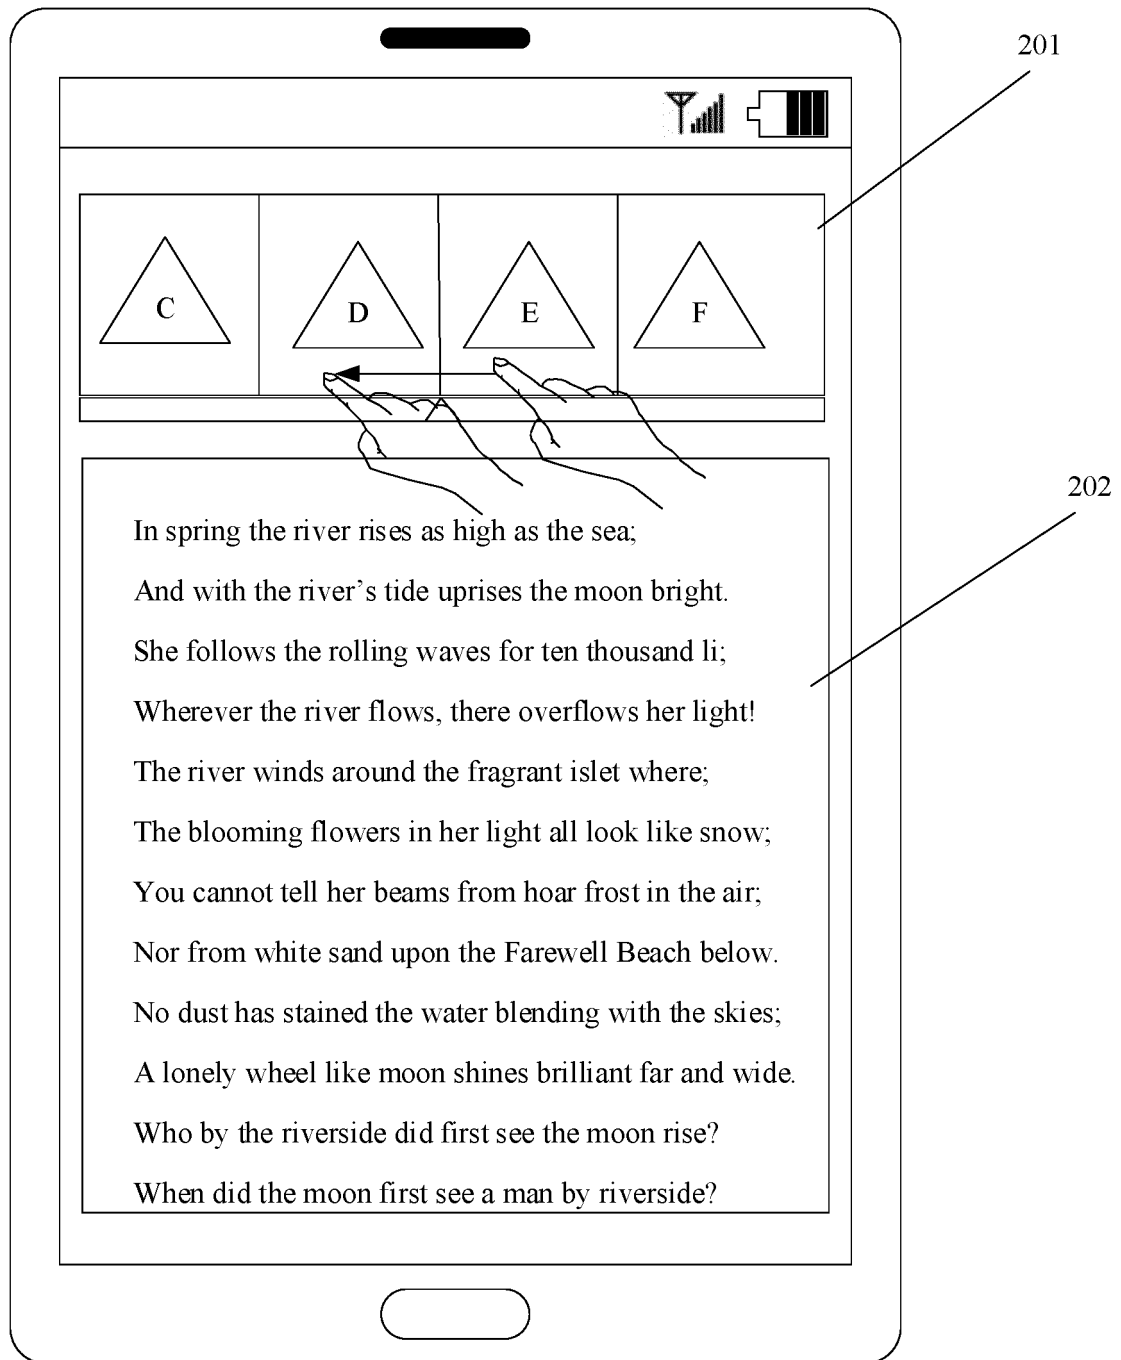 201
C D E F
202
In spring the river rises as high as the sea;
And with the river’s tide uprises the moon bright.
She follows the rolling waves for ten thousand li;
Wherever the river flows, there overflows her light!
The river winds around the fragrant islet where;
The blooming flowers in her light all look like snow;
You cannot tell her beams from hoar frost in the air;
Nor from white sand upon the Farewell Beach below.
No dust has stained the water blending with the skies;
A lonely wheel like moon shines brilliant far and wide.
Who by the riverside did first see the moon rise?
When did the moon first see a man by riverside?